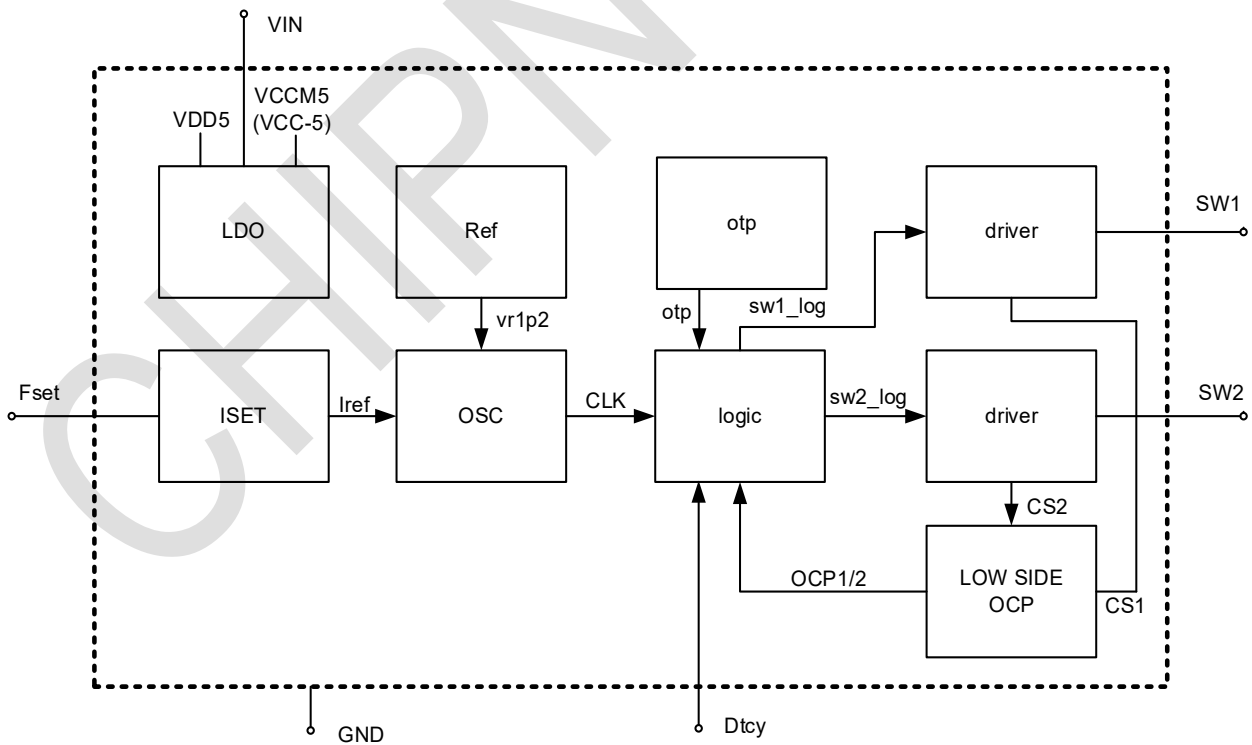 VIN
VCCM5
VDD5
(VCC-5)
SW1
LDO
Ref
otp
driver
otp
sw1_log
vr1p2
Fset
ISET
Iref
OSC
CLK
logic
sw2_log
driver
SW2
CS2
OCP1/2
LOW SIDE
OCP
CS1
GND
Dtcy
CHIPN